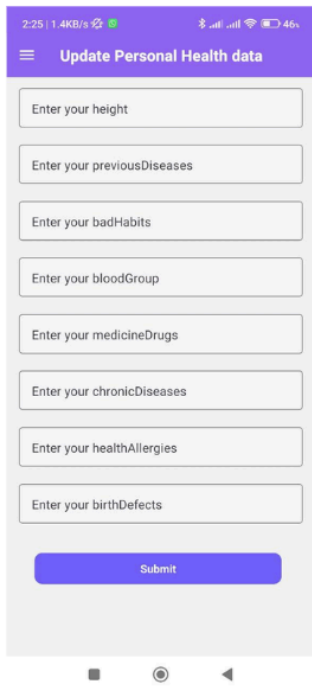 2:25 | 1.4KB/s 46%
Update Personal Health data
Enter your height
Enter your previousDiseases
Enter your badHabits
Enter your bloodGroup
Enter your medicineDrugs
Enter your chronicDiseases
Enter your healthAllergies
Enter your birthDefects
Submit